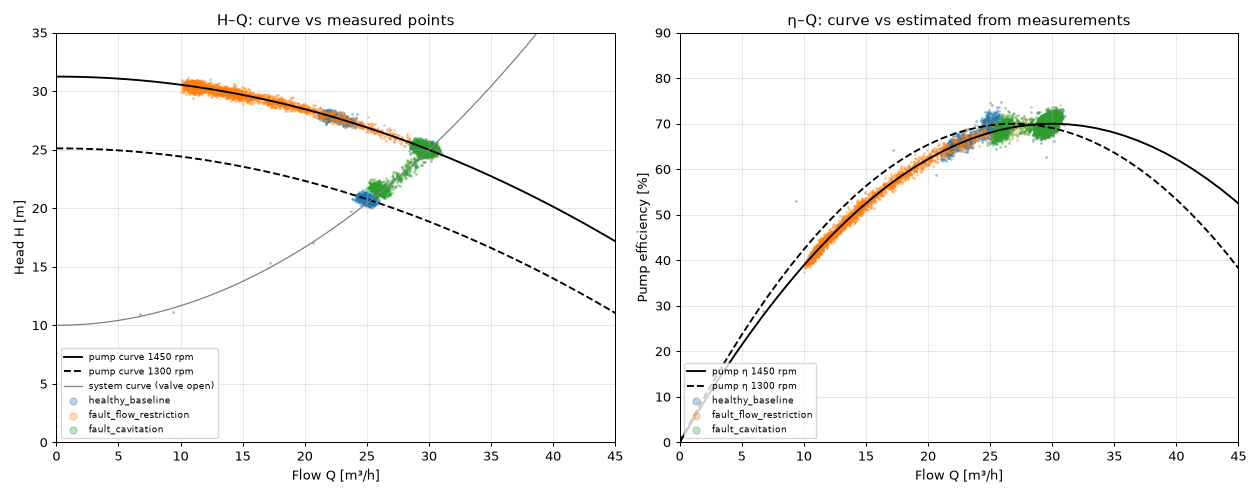 H–Q: curve vs measured points
Head H [m]
35
30
25
20
15
10
5
0
pump curve 1450 rpm
pump curve 1300 rpm
system curve (valve open)
healthy_baseline
fault_flow_restriction
fault_cavitation
0 5 10 15 20 25 30 35 40 45
Flow Q [m³/h]
η–Q: curve vs estimated from measurements
Pump efficiency [%]
90
80
70
60
50
40
30
20
10
0
pump η 1450 rpm
pump η 1300 rpm
healthy_baseline
fault_flow_restriction
fault_cavitation
0 5 10 15 20 25 30 35 40 45
Flow Q [m³/h]